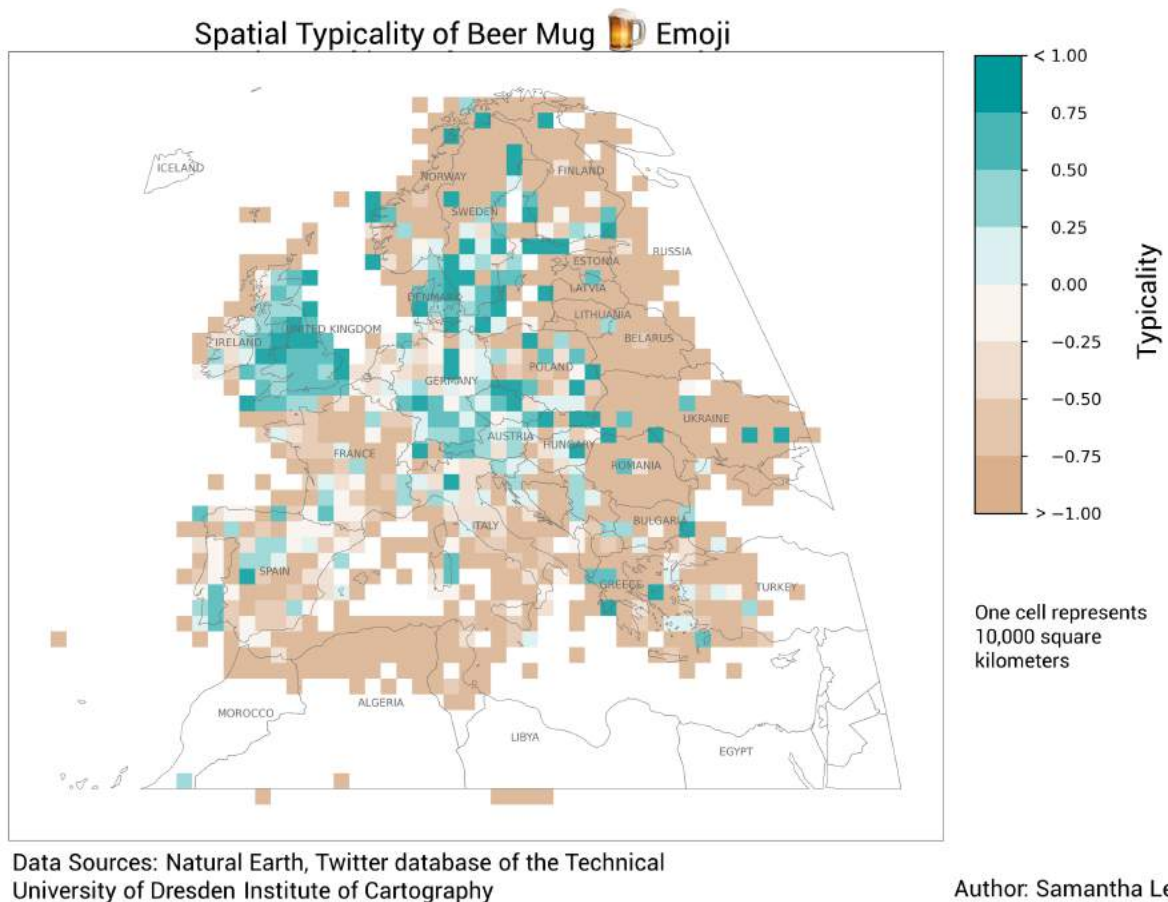 Spatial Typicality of Beer Mug 🍺 Emoji
ICELAND
NORWAY
FINLAND
SWEDEN
RUSSIA
ESTONIA
LATVIA
DENMARK
LITHUANIA
UNITED KINGDOM
IRELAND
BELARUS
POLAND
GERMANY
UKRAINE
AUSTRIA
HUNGARY
FRANCE
ROMANIA
BULGARIA
ITALY
SPAIN
GREECE
TURKEY
MOROCCO
ALGERIA
LIBYA
EGYPT
< 1.00
0.75
0.50
0.25
0.00
−0.25
−0.50
−0.75
> −1.00
Typicality
One cell represents
10,000 square
kilometers
Data Sources: Natural Earth, Twitter database of the Technical
University of Dresden Institute of Cartography
Author: Samantha Le